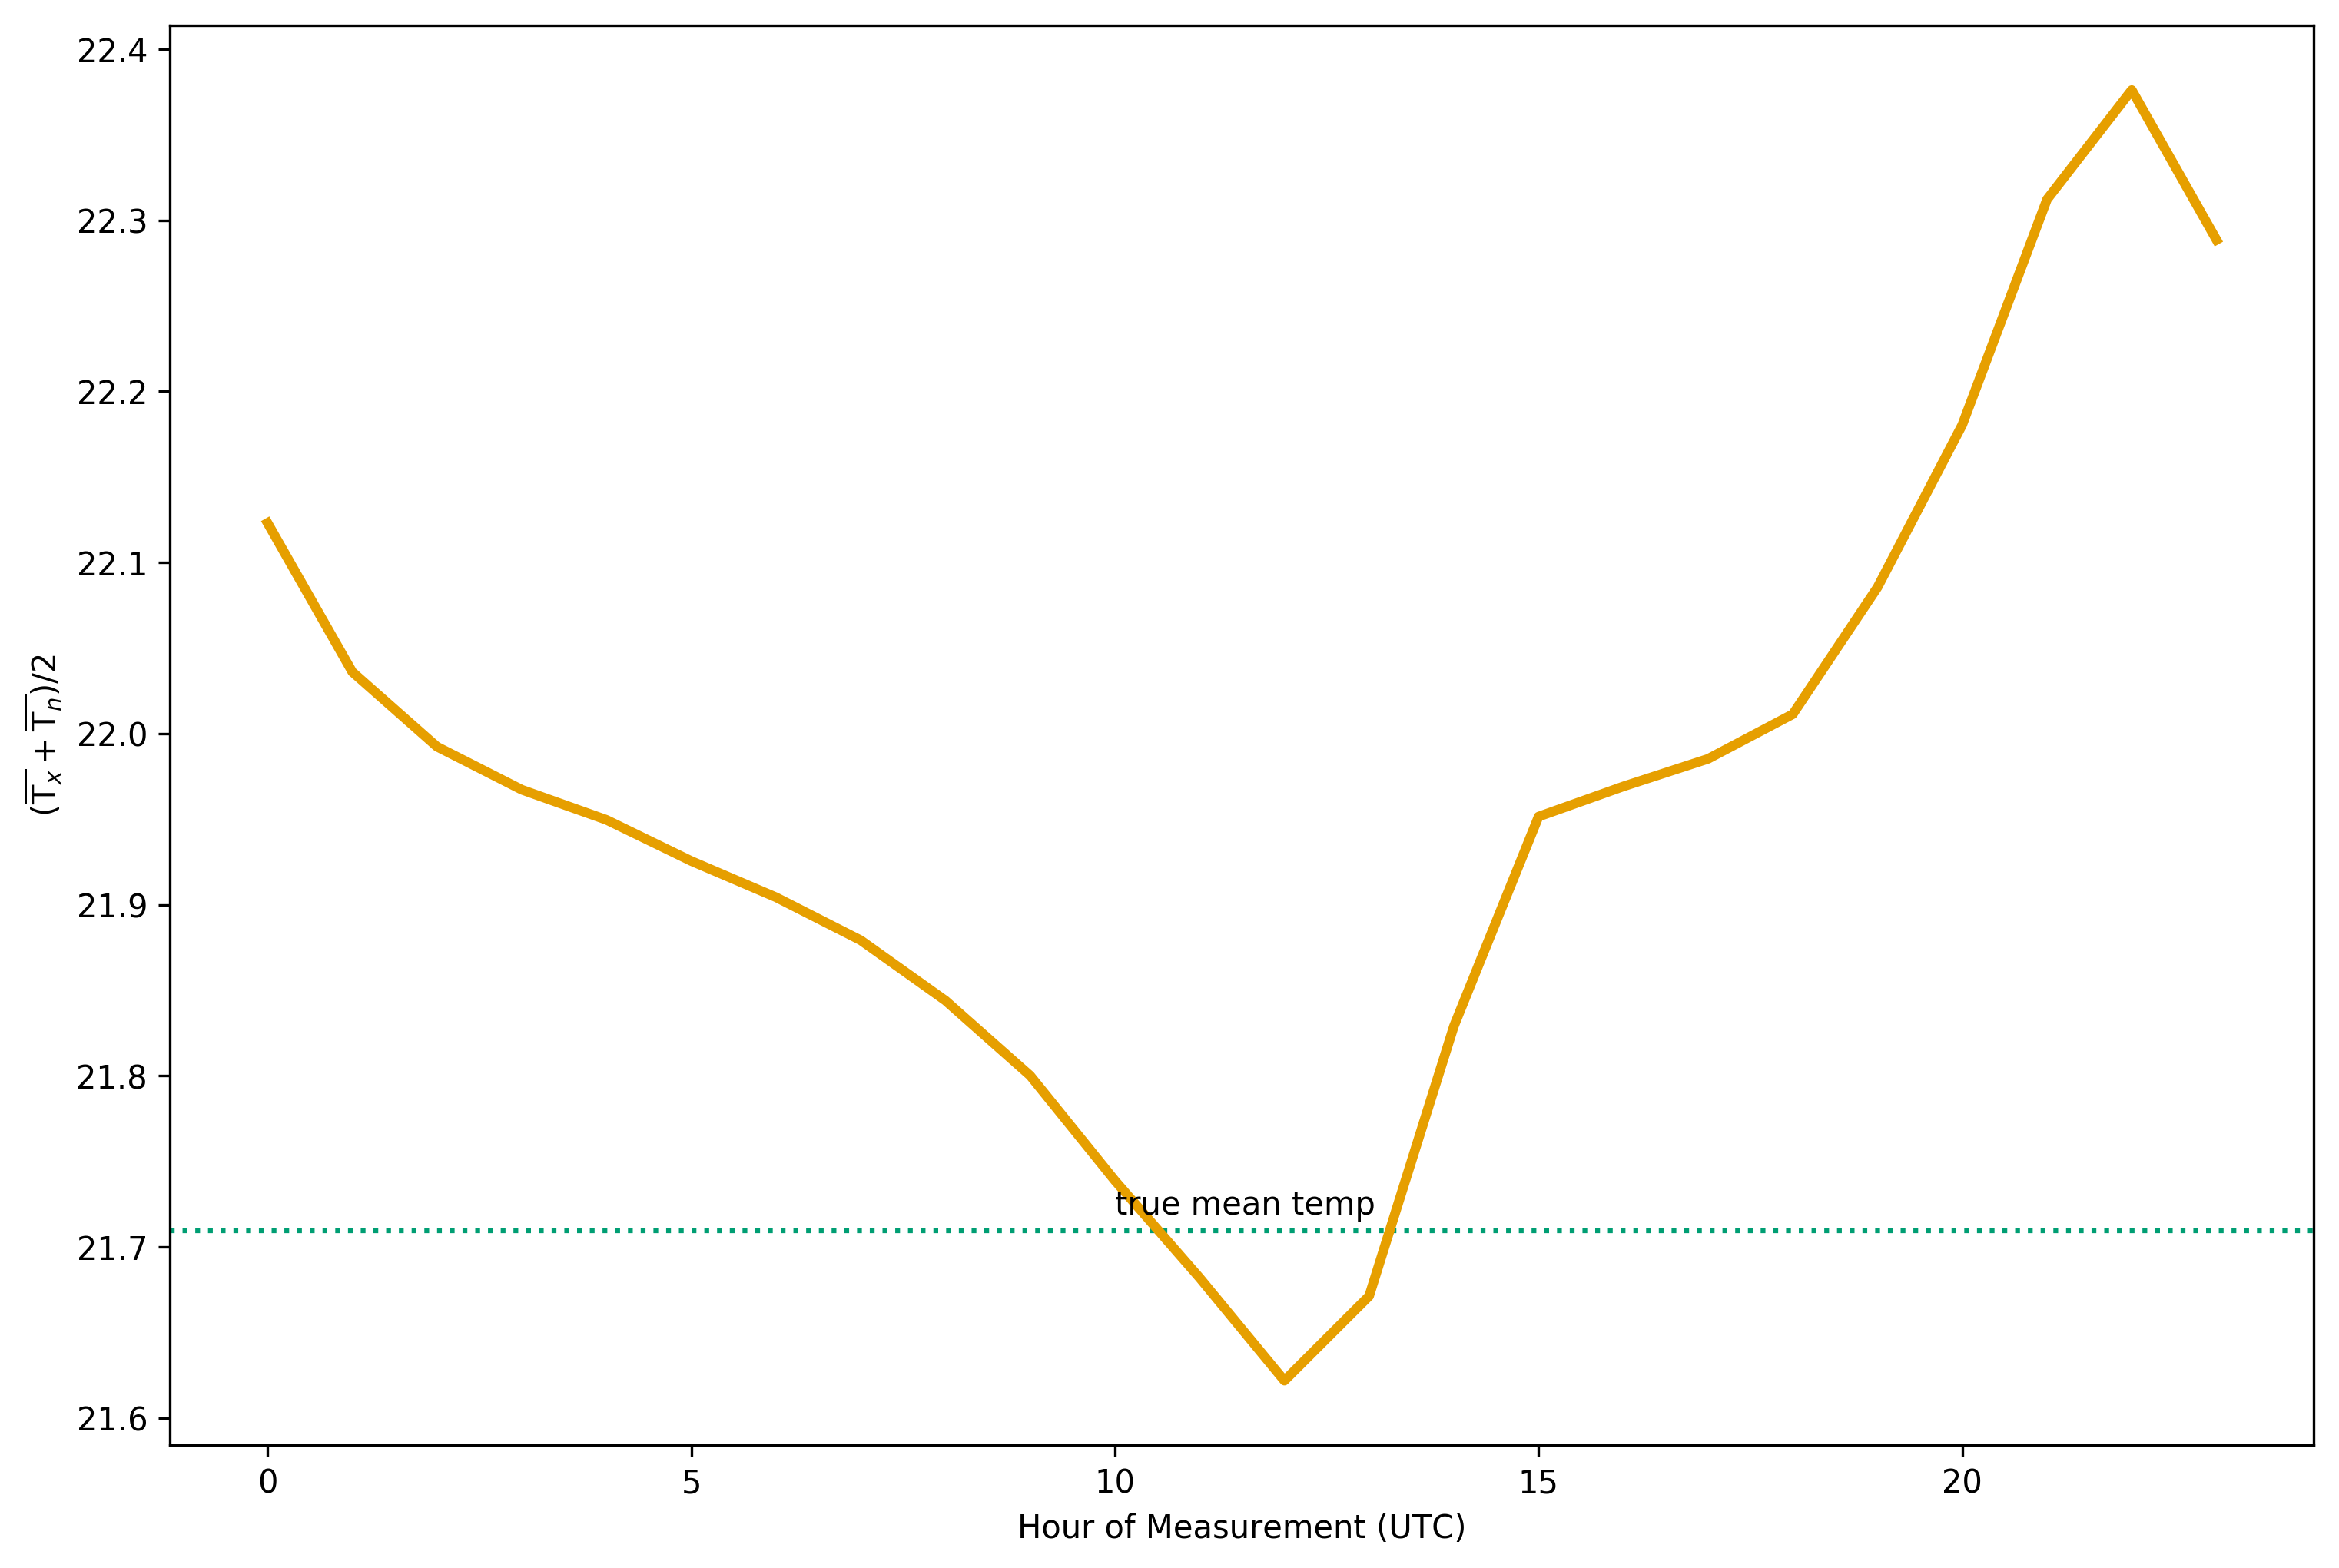 22.4
22.3
22.2
22.1
22.0
21.9
21.8
21.7
21.6
(T̅ₓ + T̅ₙ)/2
true mean temp
0 5 10 15 20
Hour of Measurement (UTC)